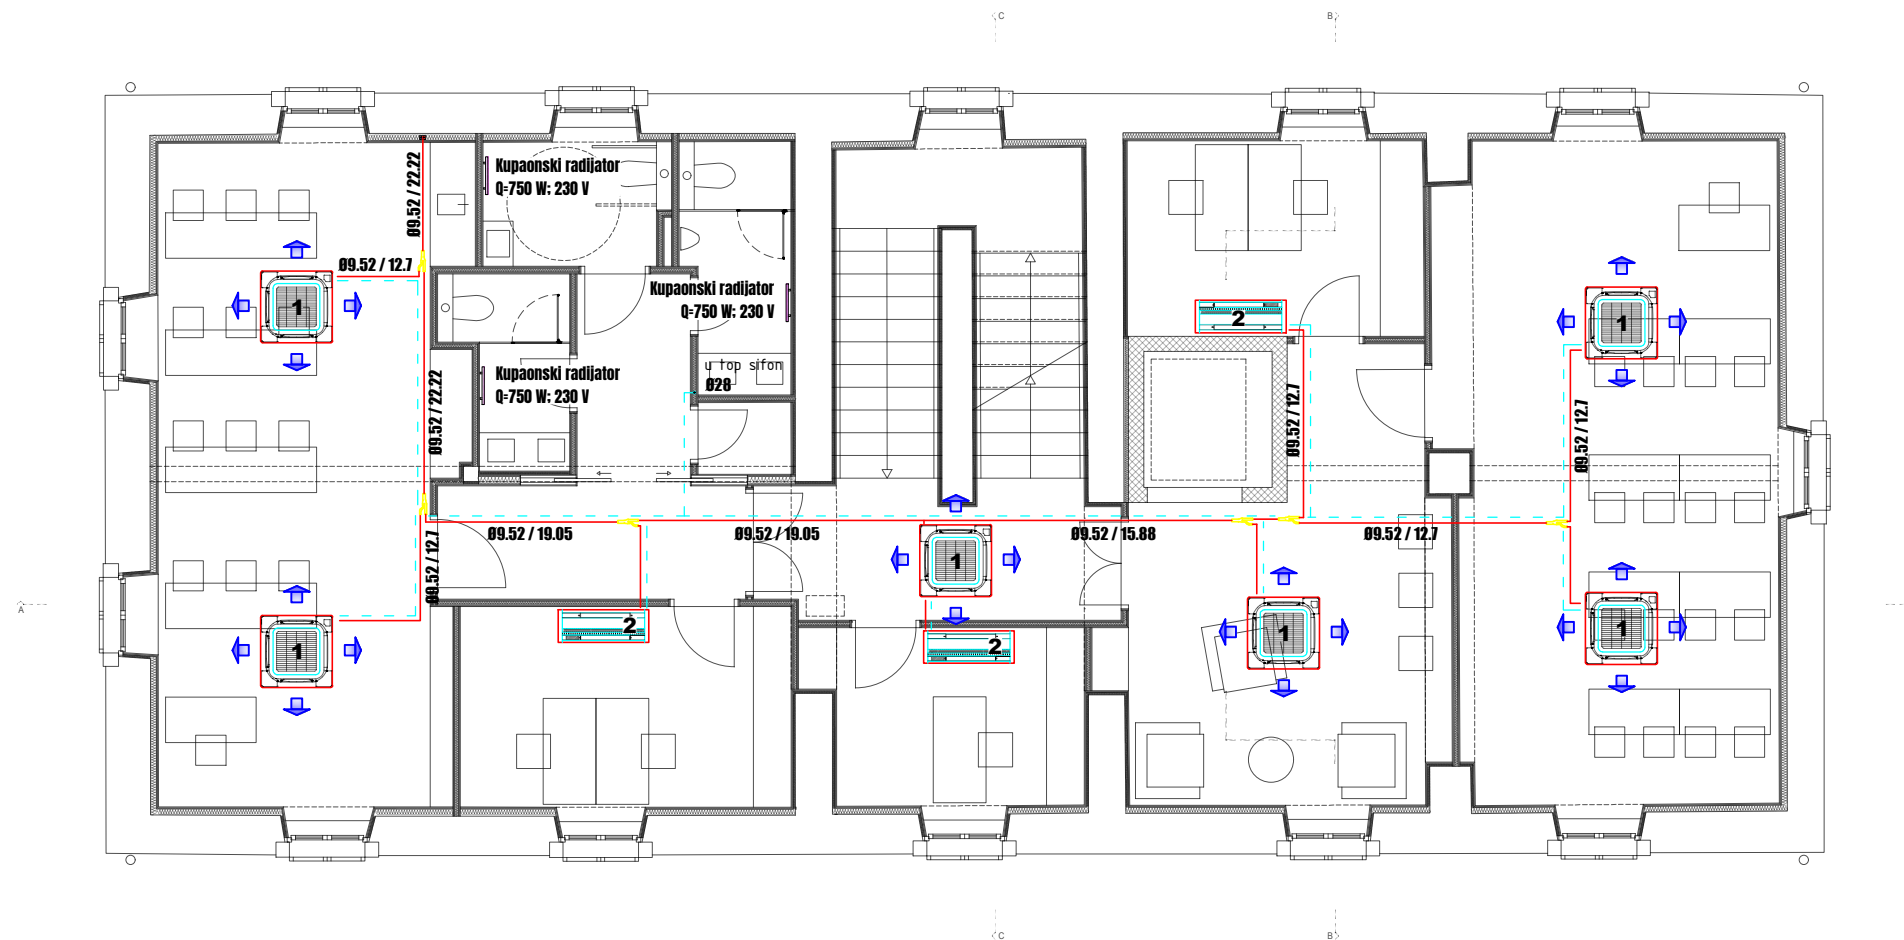 C
B
Ø9.52 / 22.22
Kupaonski radijator
Q=750 W; 230 V
Ø9.52 / 12.7
1
Kupaonski radijator
Q=750 W; 230 V
2
1
u top sifon
Ø28
Kupaonski radijator
Q=750 W; 230 V
Ø9.52 / 22.22
Ø9.52 / 12.7
Ø9.52 / 12.7
Ø9.52 / 19.05
Ø9.52 / 19.05
Ø9.52 / 15.88
Ø9.52 / 12.7
Ø9.52 / 12.7
1
A
2
1
2
1
1
C
B